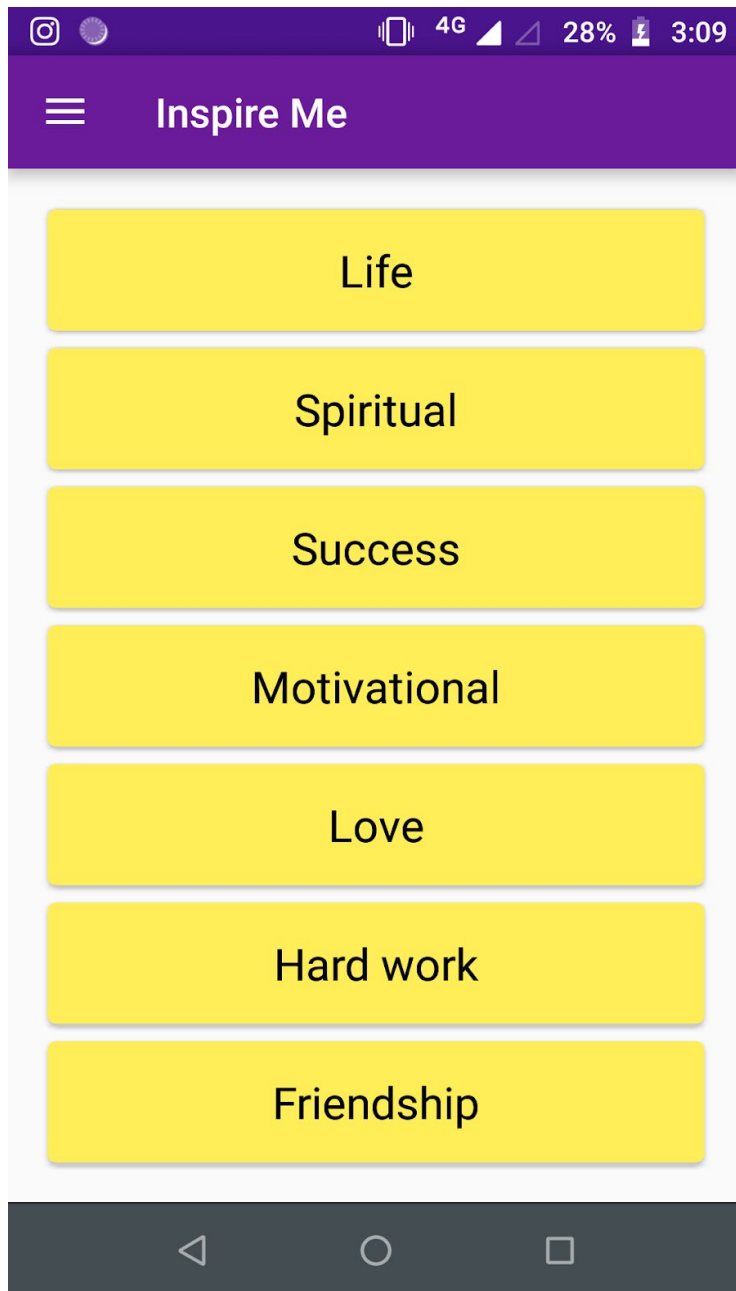 4G 28% 3:09
Inspire Me
Life
Spiritual
Success
Motivational
Love
Hard work
Friendship